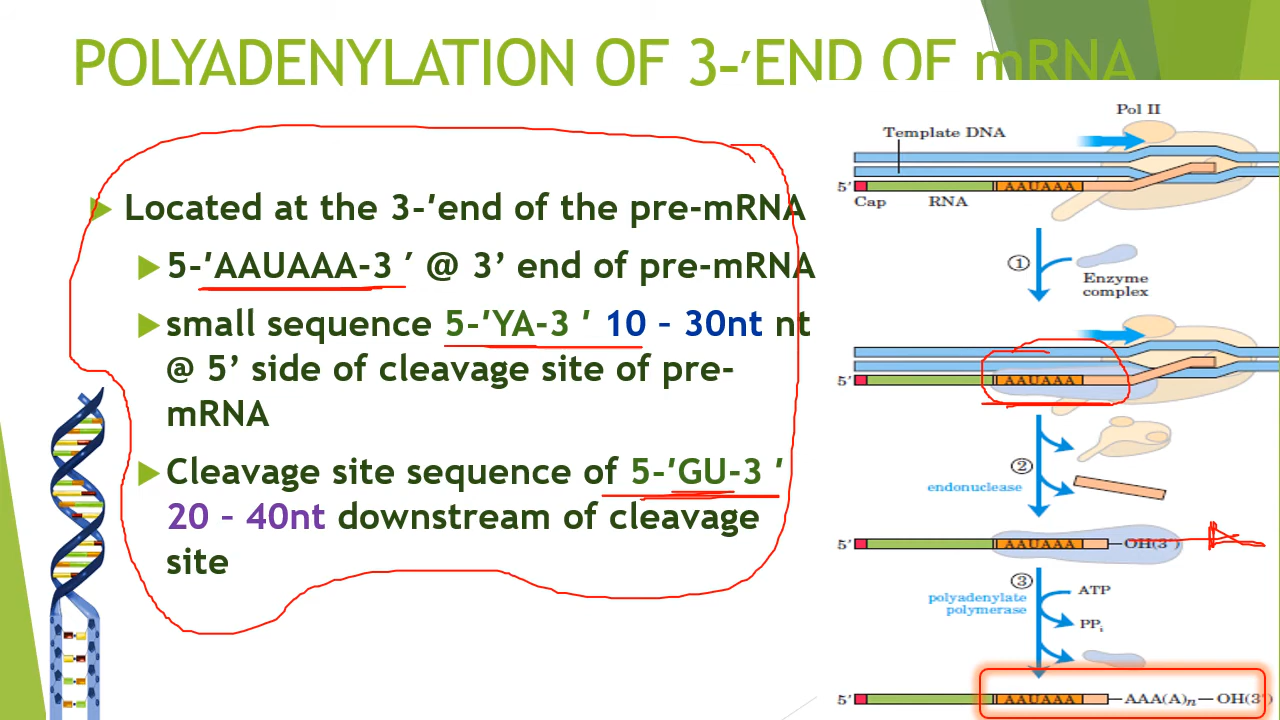 POLYADENYLATION OF 3-′END OF mRNA
Located at the 3-′end of the pre-mRNA
5-′AAUAAA-3 ′ @ 3’ end of pre-mRNA
small sequence 5-′YA-3 ′ 10 – 30nt nt
@ 5’ side of cleavage site of pre-
mRNA
Cleavage site sequence of 5-′GU-3 ′
20 – 40nt downstream of cleavage
site
Pol II
Template DNA
5′ AAUAAA
Cap RNA
1
Enzyme
complex
5′ AAUAAA
2
endonuclease
5′ AAUAAA OH(3′)
3
polyadenylate
polymerase
ATP
PPi
5′ AAUAAA AAA(A)n OH(3′)